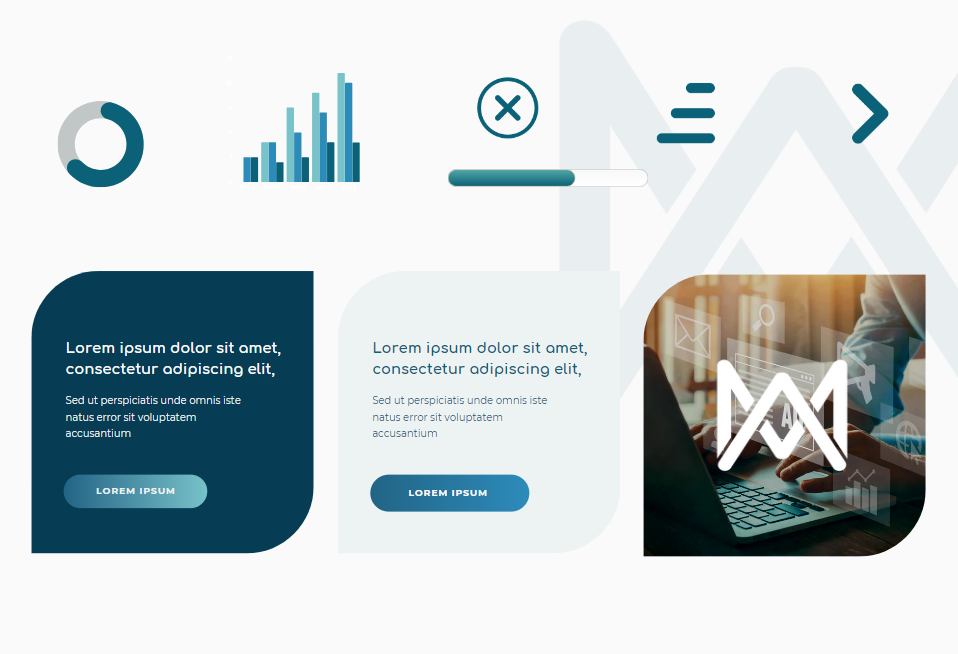 Lorem ipsum dolor sit amet,
consectetur adipiscing elit,
Sed ut perspiciatis unde omnis iste
natus error sit voluptatem
accusantium
LOREM IPSUM
Lorem ipsum dolor sit amet,
consectetur adipiscing elit,
Sed ut perspiciatis unde omnis iste
natus error sit voluptatem
accusantium
LOREM IPSUM